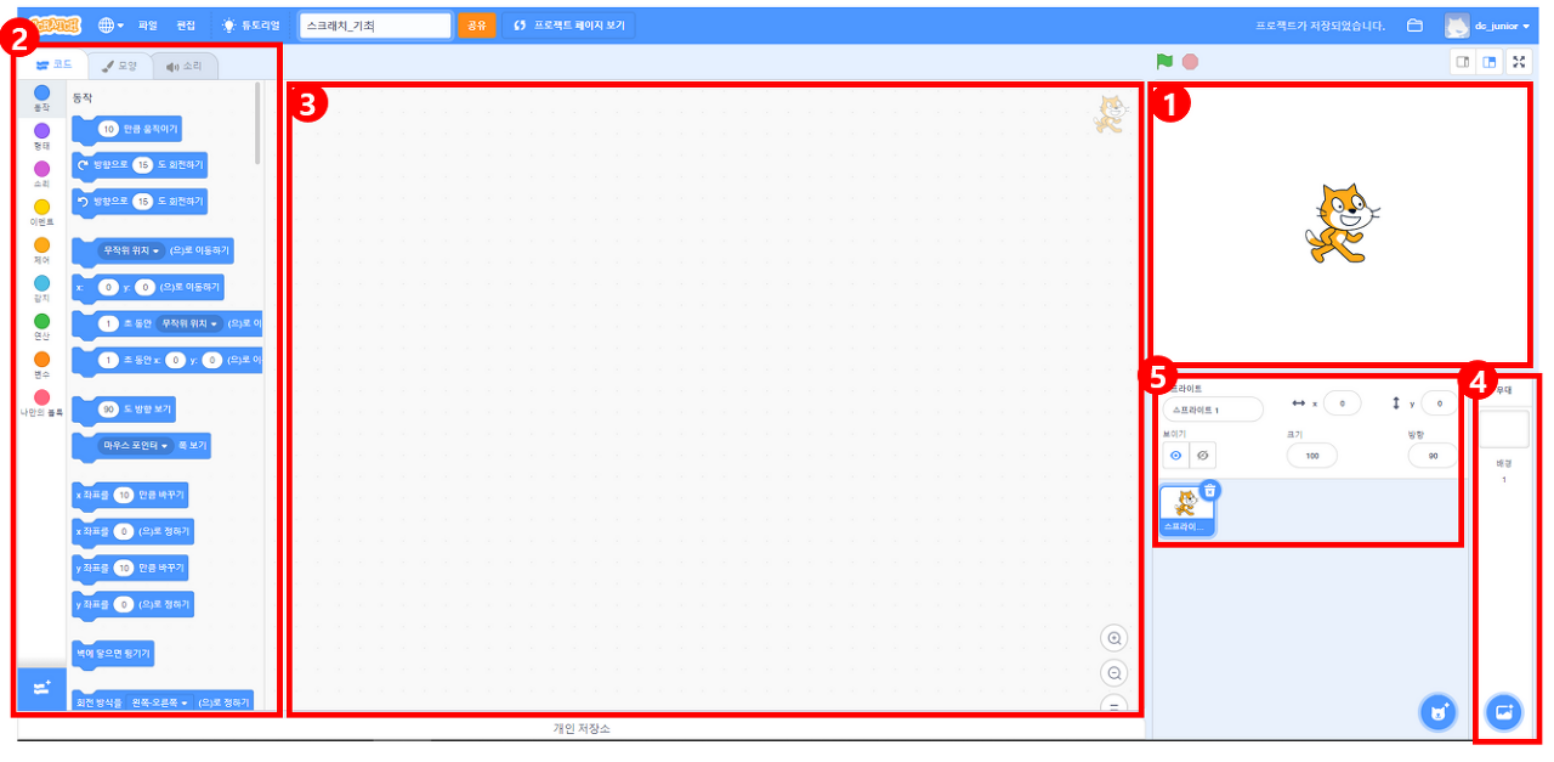 SCRATCH 파일 편집 튜토리얼 스크래치_기초 공유 프로젝트 페이지 보기 프로젝트가 저장되었습니다. dc_junior
2
코드 모양 소리
동작
형태
소리
이벤트
제어
감지
연산
변수
나만의 블록
동작
10 만큼 움직이기
방향으로 15 도 회전하기
방향으로 15 도 회전하기
무작위 위치 (으)로 이동하기
x: 0 y: 0 (으)로 이동하기
1 초 동안 무작위 위치 (으)로 이
1 초 동안 x: 0 y: 0 (으)로 이
90 도 방향 보기
마우스 포인터 쪽 보기
x 좌표를 10 만큼 바꾸기
x 좌표를 0 (으)로 정하기
y 좌표를 10 만큼 바꾸기
y 좌표를 0 (으)로 정하기
벽에 닿으면 튕기기
회전 방식을 왼쪽-오른쪽 (으)로 정하기
3
개인 저장소
1
5
프라이트
스프라이트 1 x 0 y 0
보이기 크기 방향
100 90
스프라이...
4
무대
배경
1